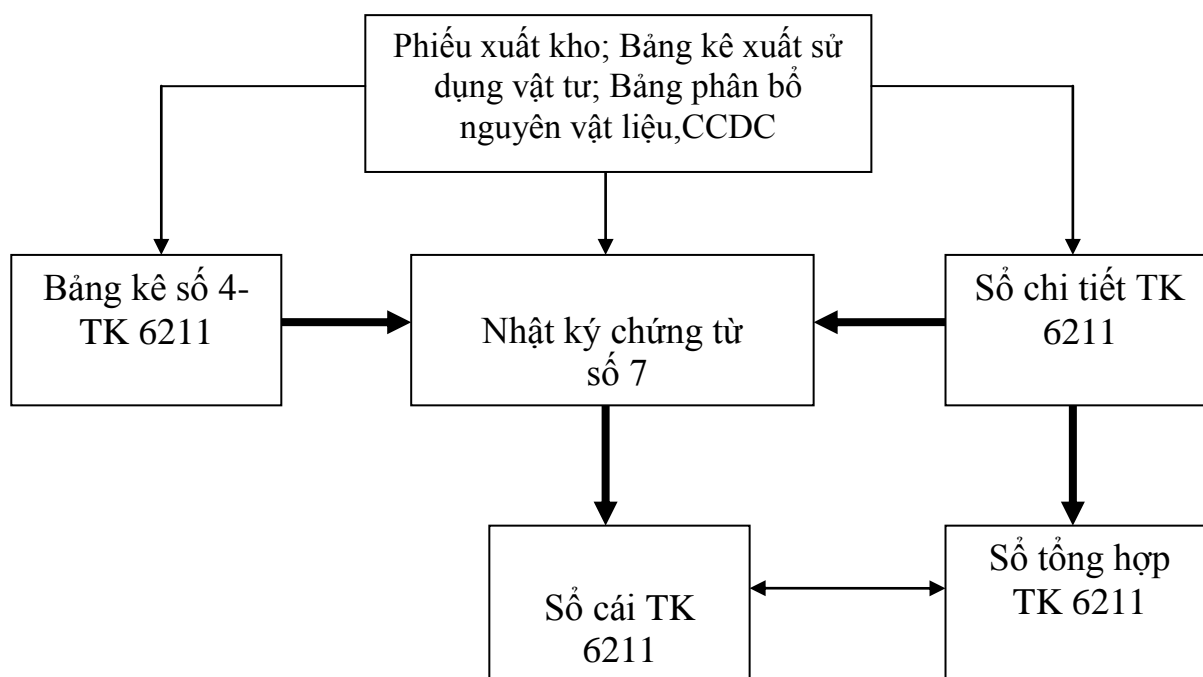 Phiếu xuất kho; Bảng kê xuất sử
dụng vật tư; Bảng phân bổ
nguyên vật liệu,CCDC
Bảng kê số 4-
TK 6211
Nhật ký chứng từ
số 7
Sổ chi tiết TK
6211
Sổ cái TK
6211
Sổ tổng hợp
TK 6211